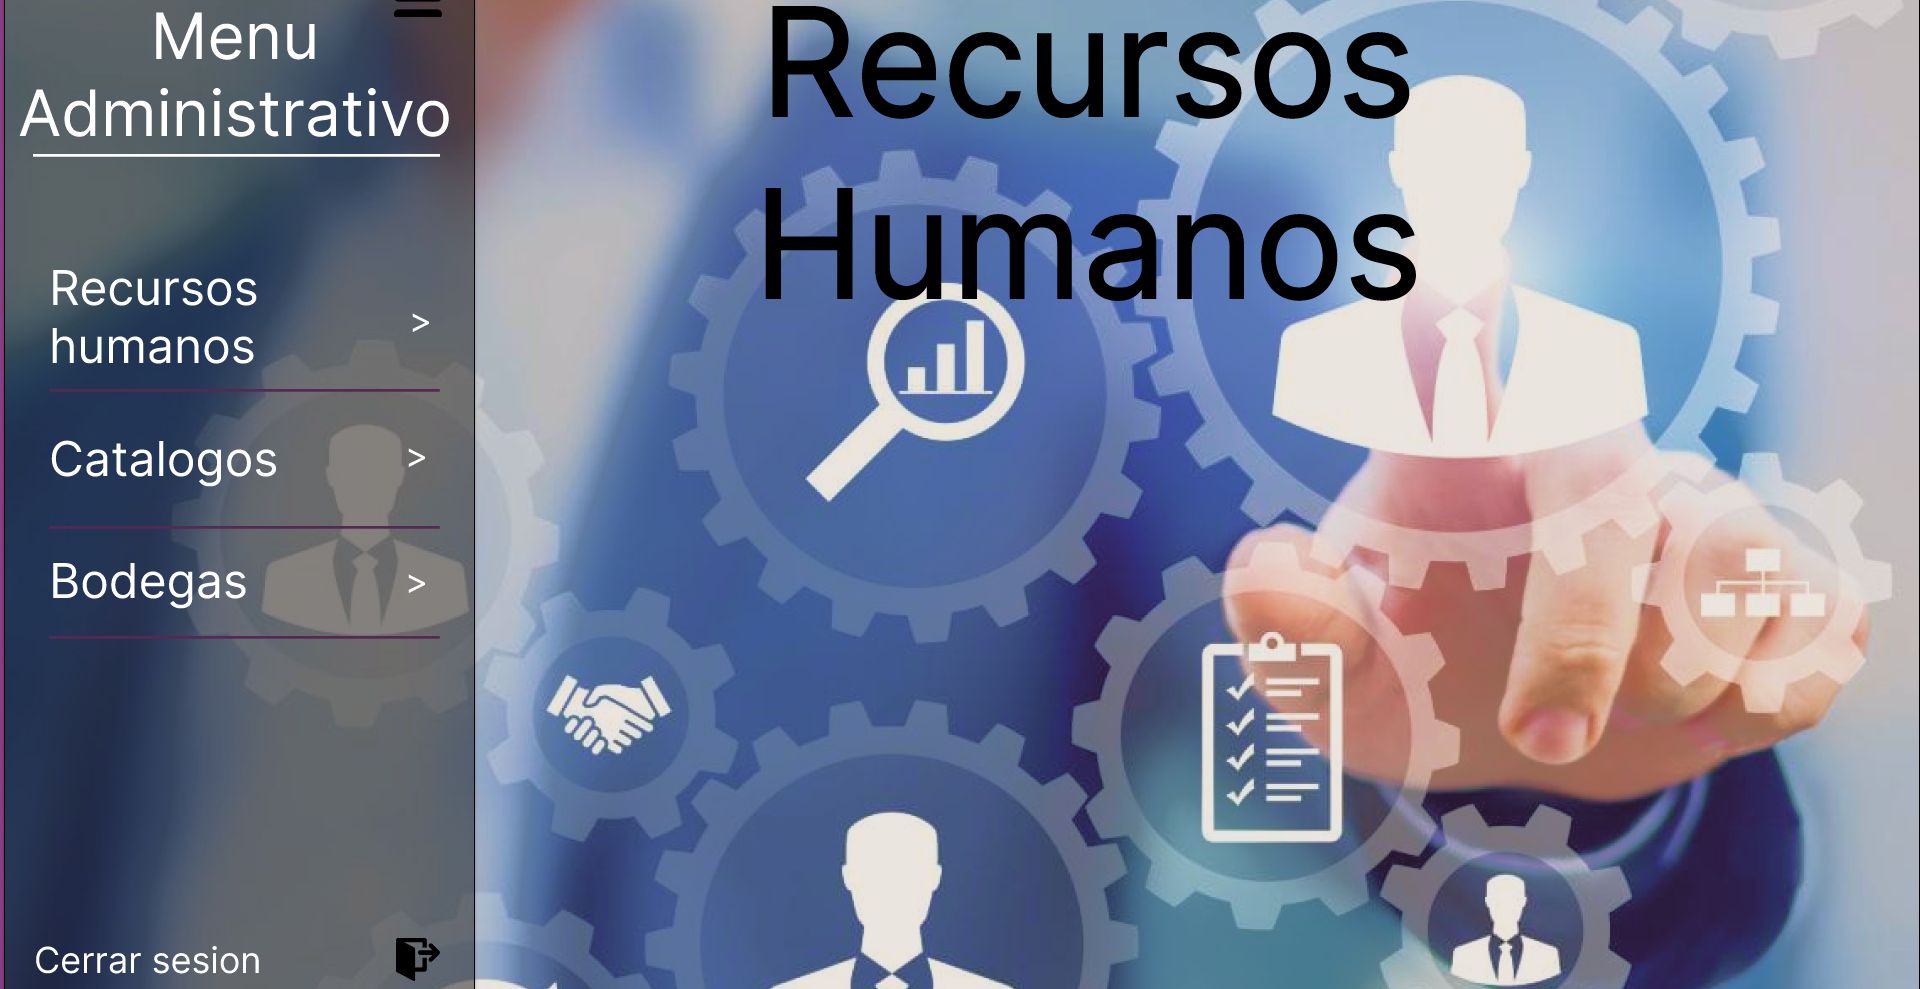 Menu
Administrativo
Recursos
humanos
>
Catalogos
>
Bodegas
>
Cerrar sesion
Recursos
Humanos